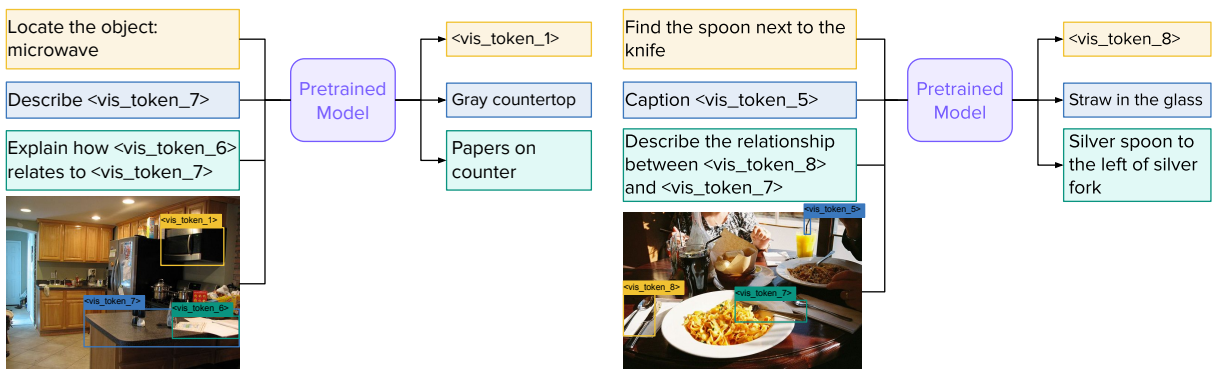 Locate the object:
microwave
Describe <vis_token_7>
Explain how <vis_token_6>
relates to <vis_token_7>
Pretrained
Model
<vis_token_1>
Gray countertop
Papers on
counter
<vis_token_1>
<vis_token_7>
<vis_token_6>
Find the spoon next to the
knife
Caption <vis_token_5>
Describe the relationship
between <vis_token_8>
and <vis_token_7>
Pretrained
Model
<vis_token_8>
Straw in the glass
Silver spoon to
the left of silver
fork
<vis_token_5>
<vis_token_8>
<vis_token_7>